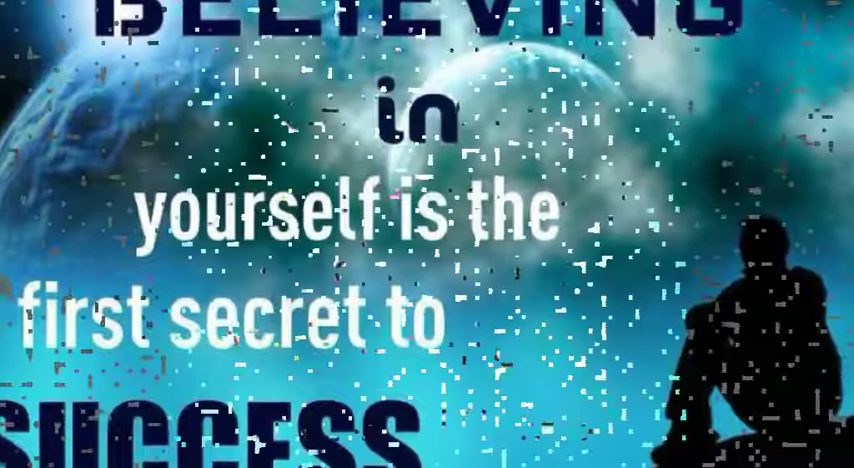 BELIEVING
in
yourself is the
first secret to
SUCCESS